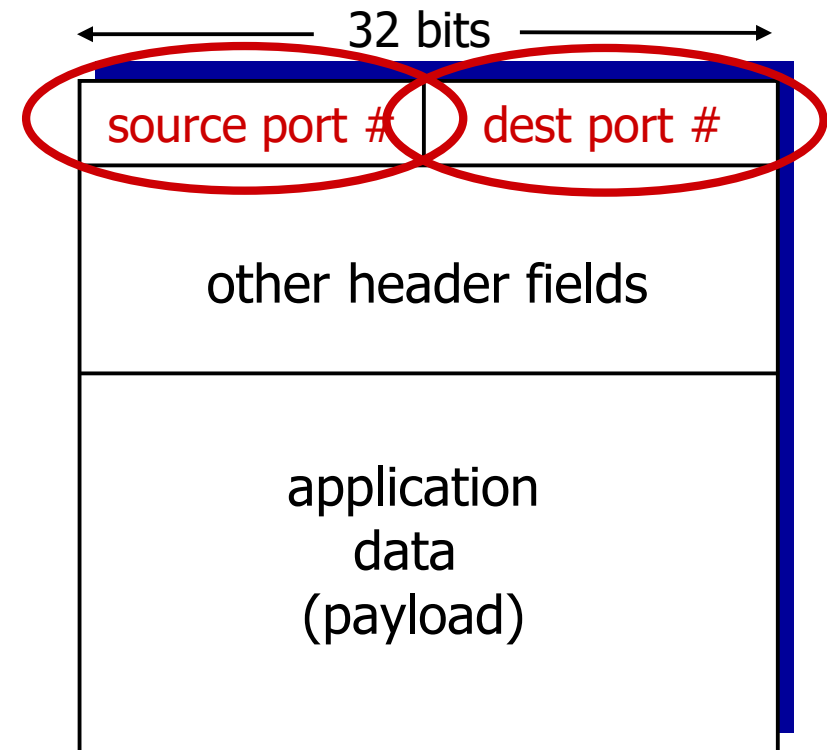 32 bits
source port #
dest port #
other header fields
application
data
(payload)